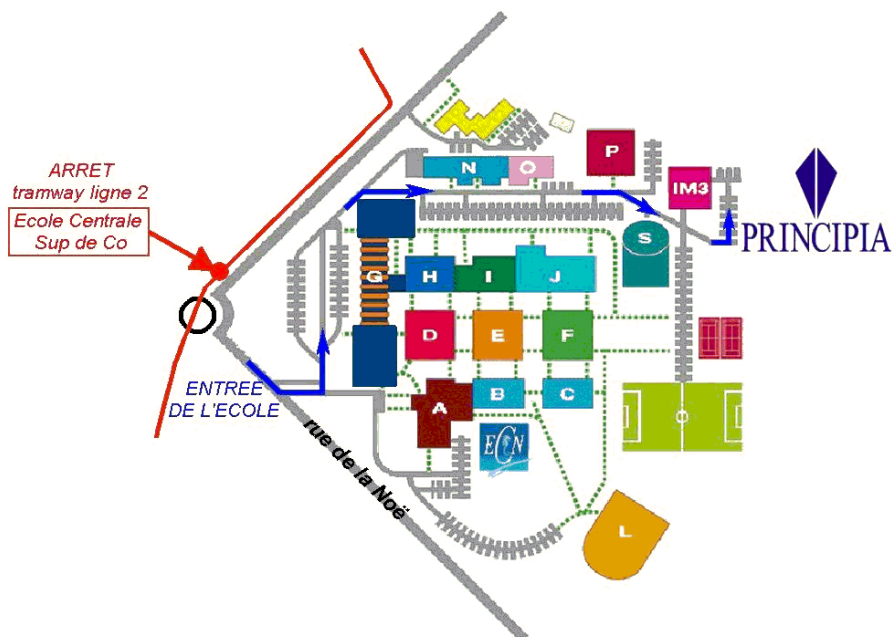 ARRET
tramway ligne 2
Ecole Centrale
Sup de Co
ENTREE
DE L'ECOLE
rue de la Noë
N
O
P
IM3
S
PRINCIPIA
G
H
I
J
D
E
F
A
B
C
ECN
L